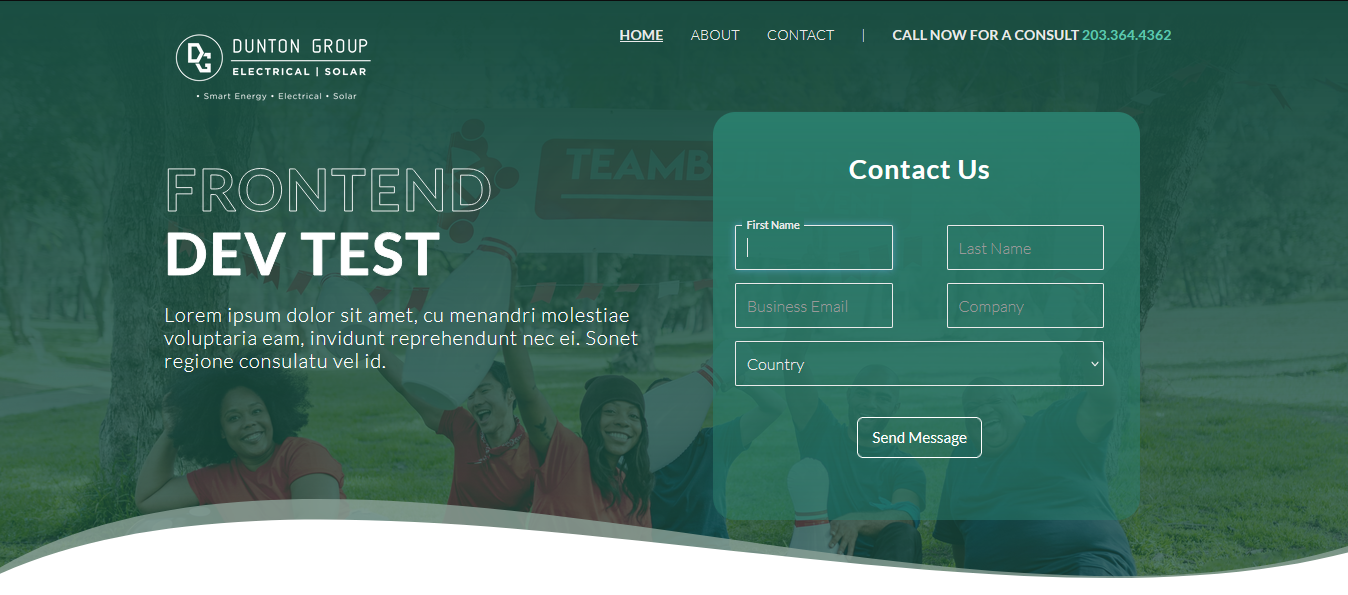 HOME ABOUT CONTACT | CALL NOW FOR A CONSULT 203.364.4362
DG DUNTON GROUP
ELECTRICAL | SOLAR
• Smart Energy • Electrical • Solar
TEAMB
FRONTEND
DEV TEST
Lorem ipsum dolor sit amet, cu menandri molestiae
voluptaria eam, invidunt reprehendunt nec ei. Sonet
regione consulatu vel id.
Contact Us
First Name
Last Name
Business Email
Company
Country
Send Message